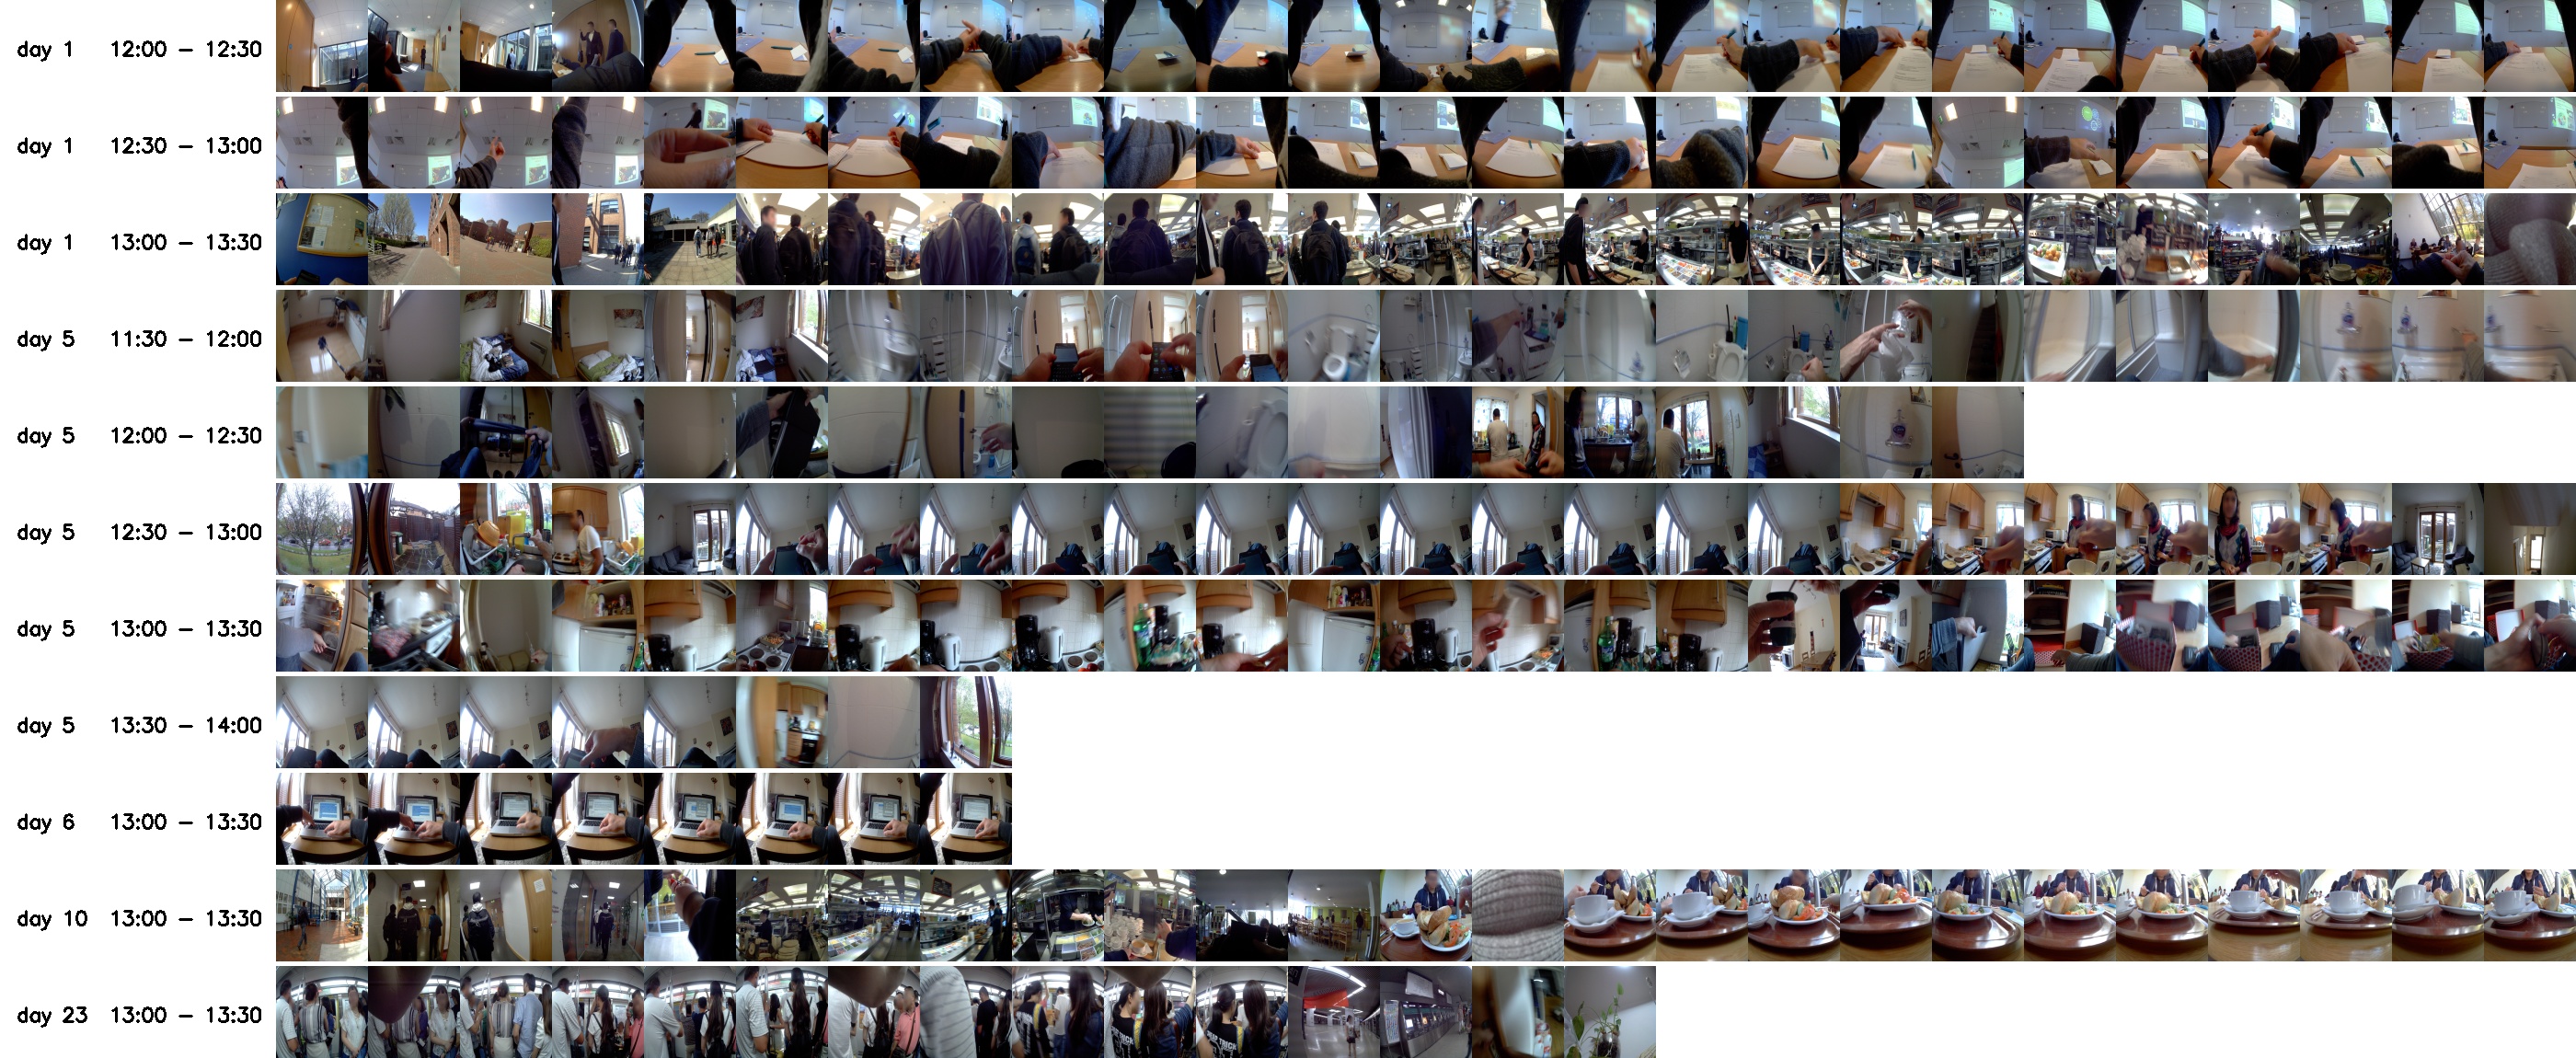 day 1 12:00 - 12:30
day 1 12:30 - 13:00
day 1 13:00 - 13:30
day 5 11:30 - 12:00
day 5 12:00 - 12:30
day 5 12:30 - 13:00
day 5 13:00 - 13:30
day 5 13:30 - 14:00
day 6 13:00 - 13:30
day 10 13:00 - 13:30
day 23 13:00 - 13:30